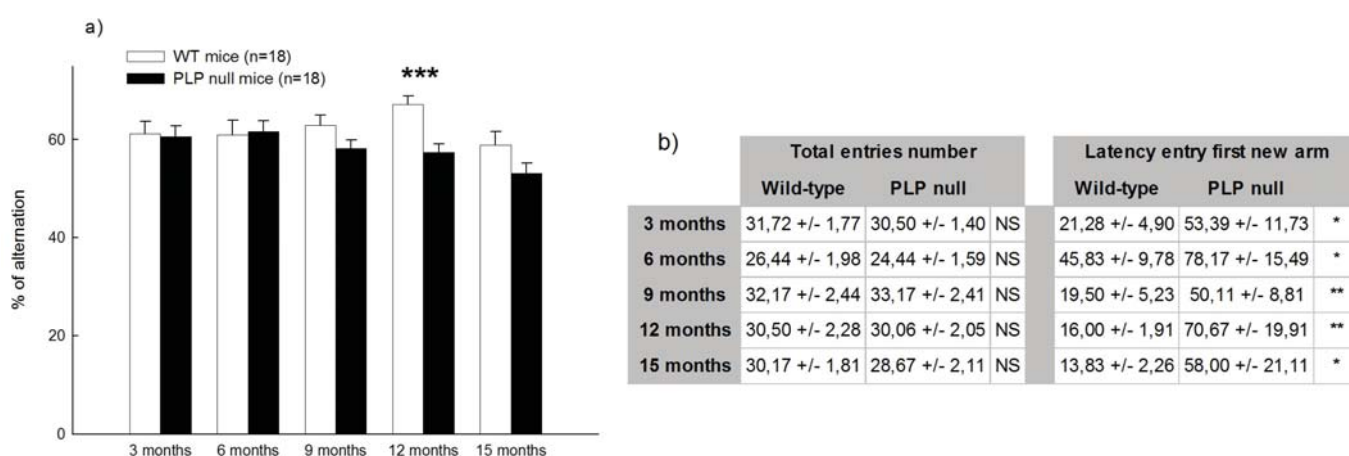 a)
WT mice (n=18)
PLP null mice (n=18)
***
% of alternation
60
40
20
0
3 months 6 months 9 months 12 months 15 months
b)
Total entries number Latency entry first new arm
Wild-type PLP null Wild-type PLP null
3 months 31,72 +/- 1,77 30,50 +/- 1,40 NS 21,28 +/- 4,90 53,39 +/- 11,73 *
6 months 26,44 +/- 1,98 24,44 +/- 1,59 NS 45,83 +/- 9,78 78,17 +/- 15,49 *
9 months 32,17 +/- 2,44 33,17 +/- 2,41 NS 19,50 +/- 5,23 50,11 +/- 8,81 **
12 months 30,50 +/- 2,28 30,06 +/- 2,05 NS 16,00 +/- 1,91 70,67 +/- 19,91 **
15 months 30,17 +/- 1,81 28,67 +/- 2,11 NS 13,83 +/- 2,26 58,00 +/- 21,11 *